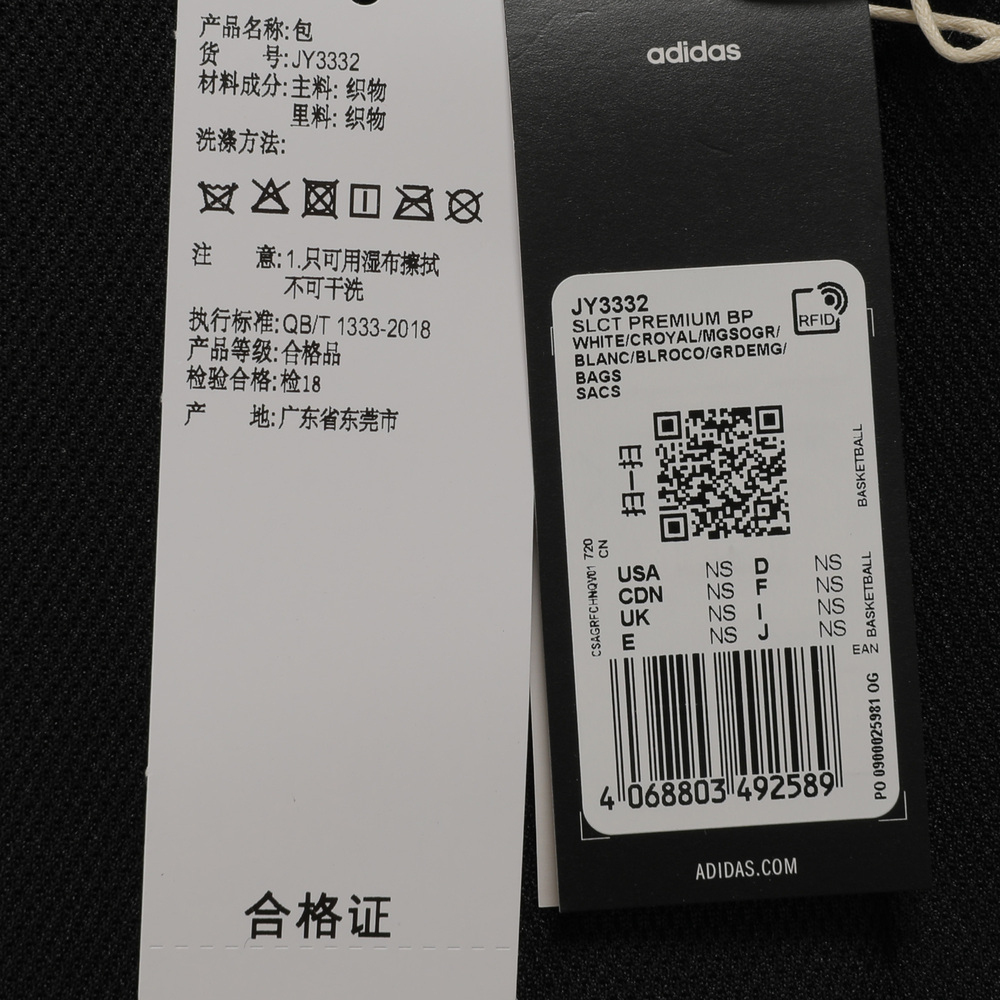 产品名称:包
货 号:JY3332
材料成分:主料: 织物
里料: 织物
洗涤方法:
注 意:1.只可用湿布擦拭
不可干洗
执行标准:QB/T 1333-2018
产品等级:合格品
检验合格:检18
产 地:广东省东莞市
合格证
adidas
JY3332
SLCT PREMIUM BP
WHITE/CROYAL/MGSOGR/
BLANC/BLROCO/GRDEMG/
BAGS
SACS
RFID
扫一扫
BASKETBALL
BASKETBALL
CSAGRFCHNQV01 720
CN
USA NS D NS
CDN NS F NS
UK NS I NS
E NS J NS
EAN
PO 0900025981 OG
4 068803 492589
ADIDAS.COM